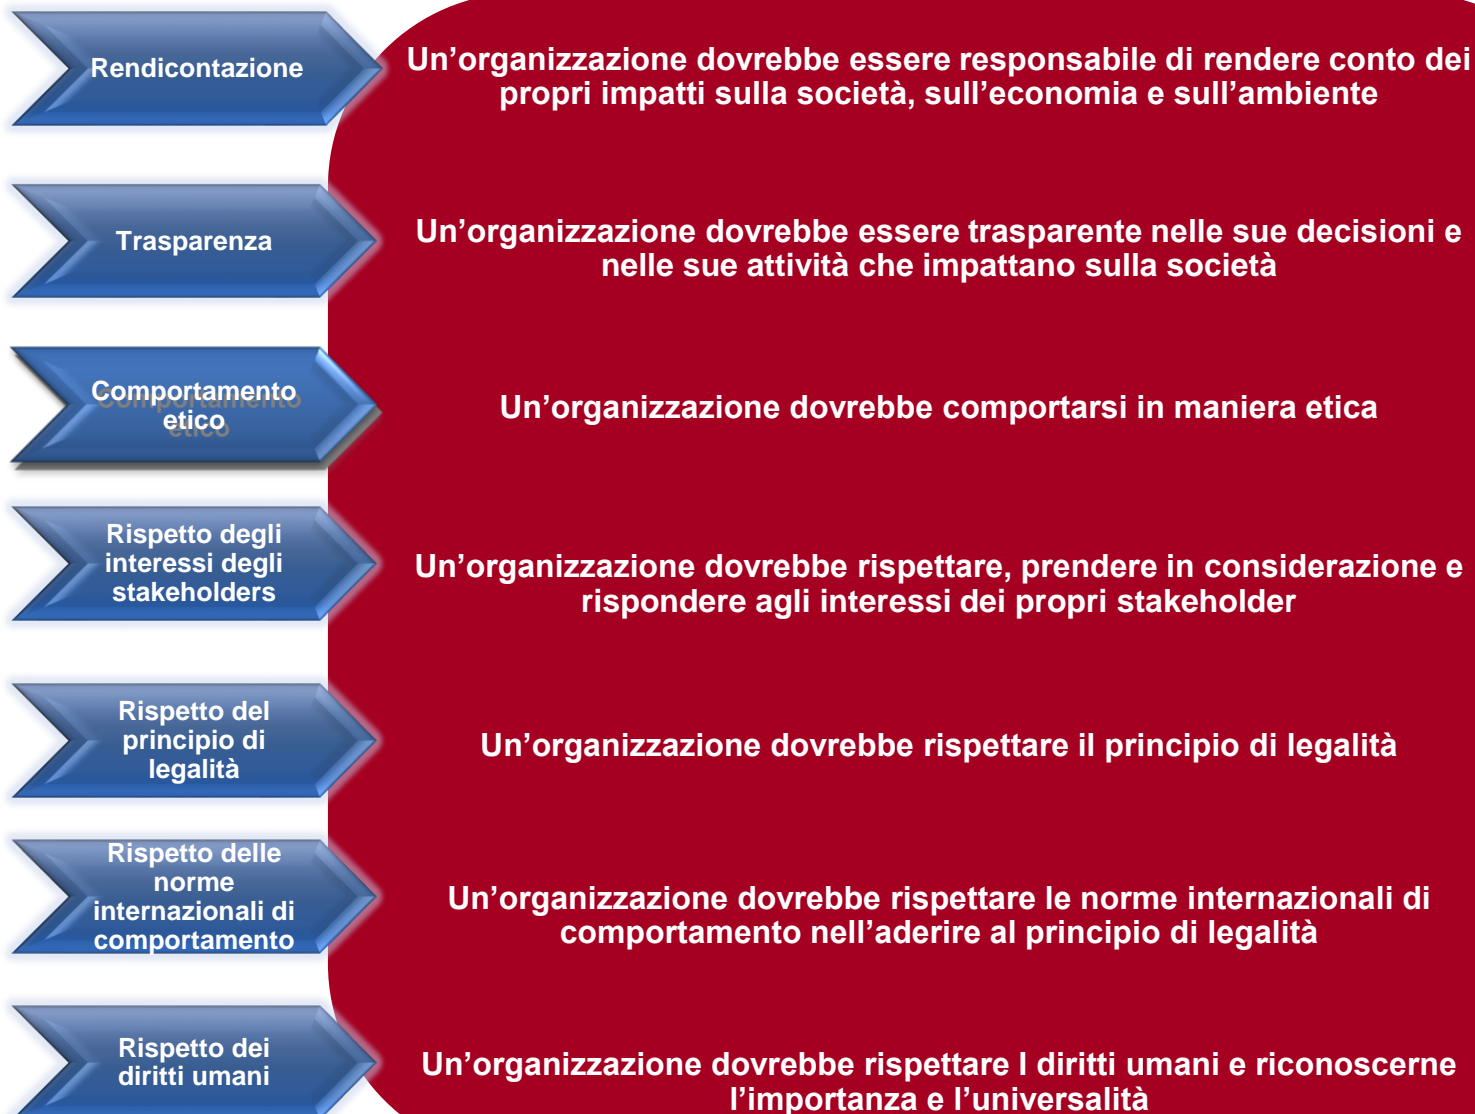 Rendicontazione
Un’organizzazione dovrebbe essere responsabile di rendere conto dei
propri impatti sulla società, sull’economia e sull’ambiente
Trasparenza
Un’organizzazione dovrebbe essere trasparente nelle sue decisioni e
nelle sue attività che impattano sulla società
Comportamento
etico
Un’organizzazione dovrebbe comportarsi in maniera etica
Rispetto degli
interessi degli
stakeholders
Un’organizzazione dovrebbe rispettare, prendere in considerazione e
rispondere agli interessi dei propri stakeholder
Rispetto del
principio di
legalità
Un’organizzazione dovrebbe rispettare il principio di legalità
Rispetto delle
norme
internazionali di
comportamento
Un’organizzazione dovrebbe rispettare le norme internazionali di
comportamento nell’aderire al principio di legalità
Rispetto dei
diritti umani
Un’organizzazione dovrebbe rispettare I diritti umani e riconoscerne
l’importanza e l’universalità